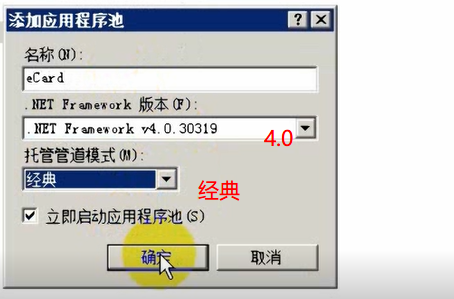 添加应用程序池
名称(N):
eCard
.NET Framework 版本(F):
.NET Framework v4.0.30319
4.0
托管管道模式(M):
经典
经典
立即启动应用程序池(S)
确定
取消